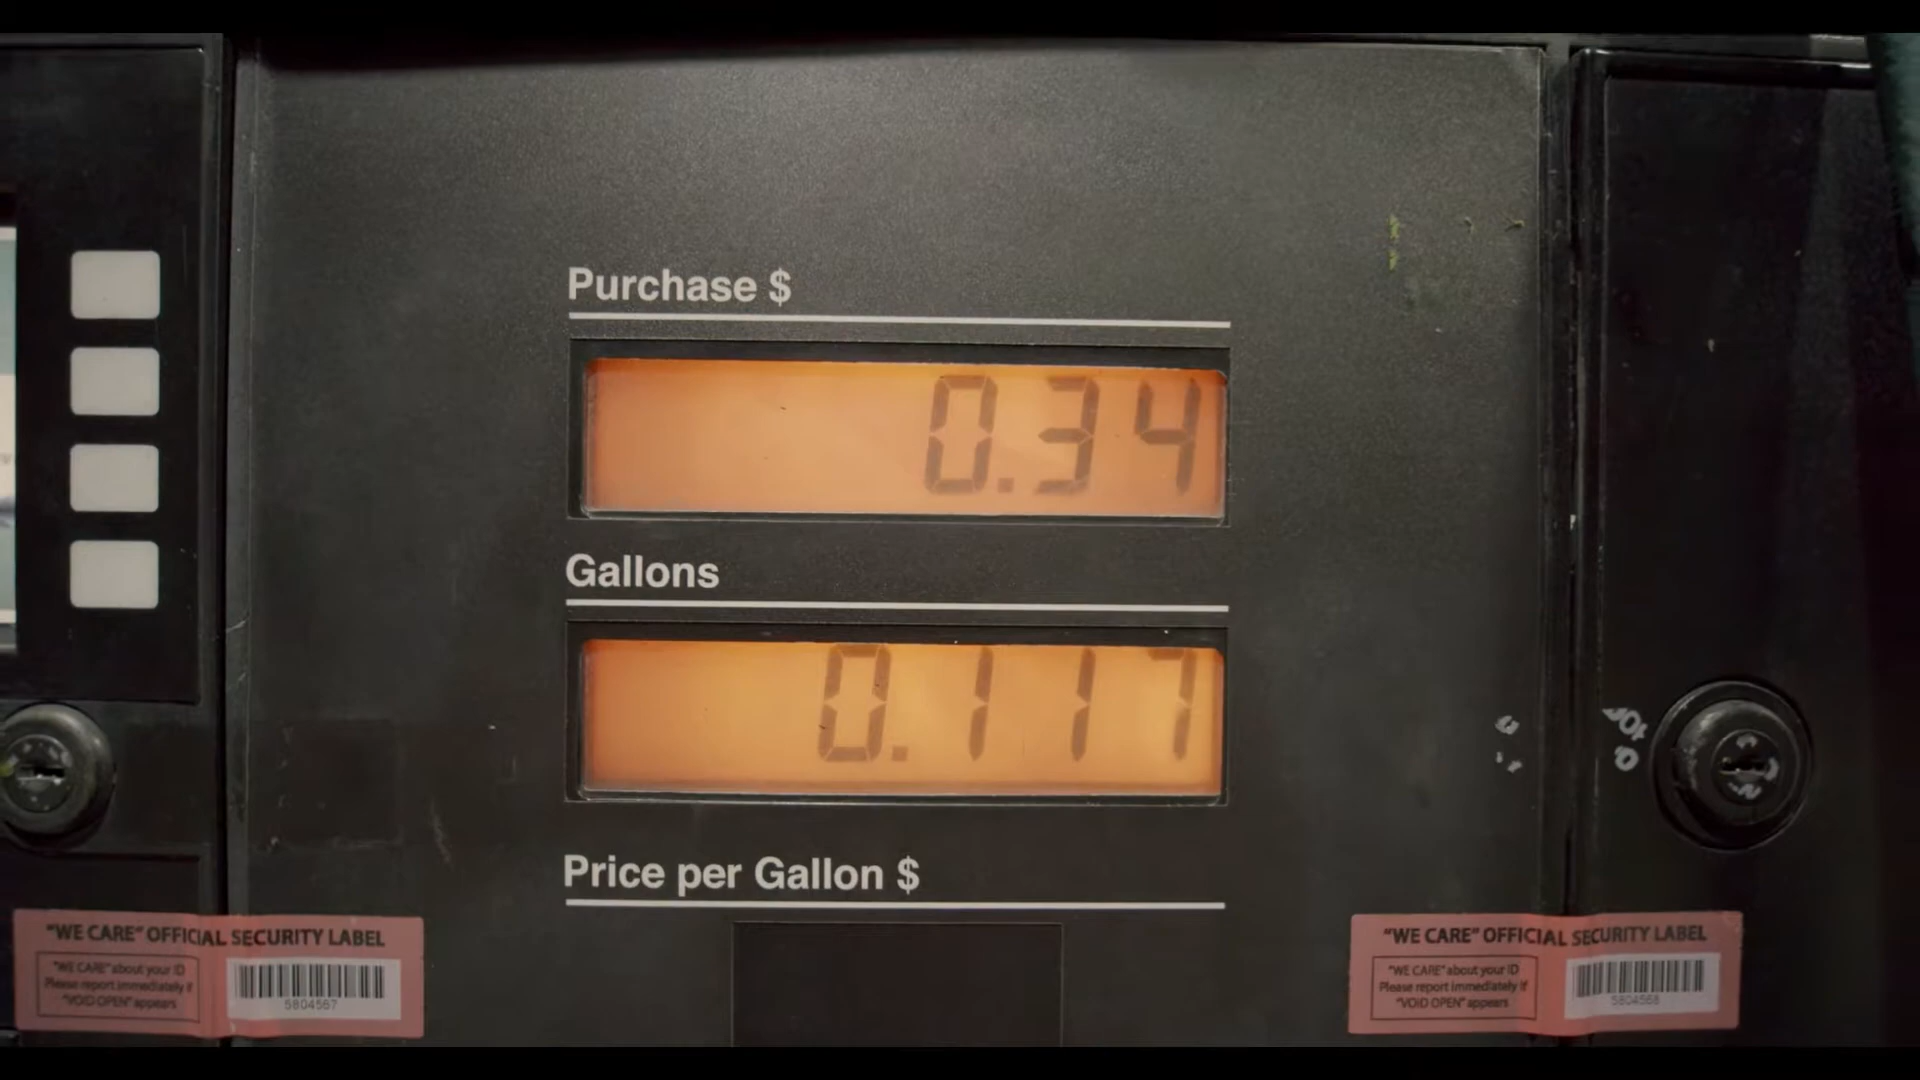 Purchase $
0.34
Gallons
0.117
Price per Gallon $
"WE CARE" OFFICIAL SECURITY LABEL
"WE CARE" about your ID
Please report immediately if
"VOID OPEN" appears
5804567
"WE CARE" OFFICIAL SECURITY LABEL
"WE CARE" about your ID
Please report immediately if
"VOID OPEN" appears
5804568